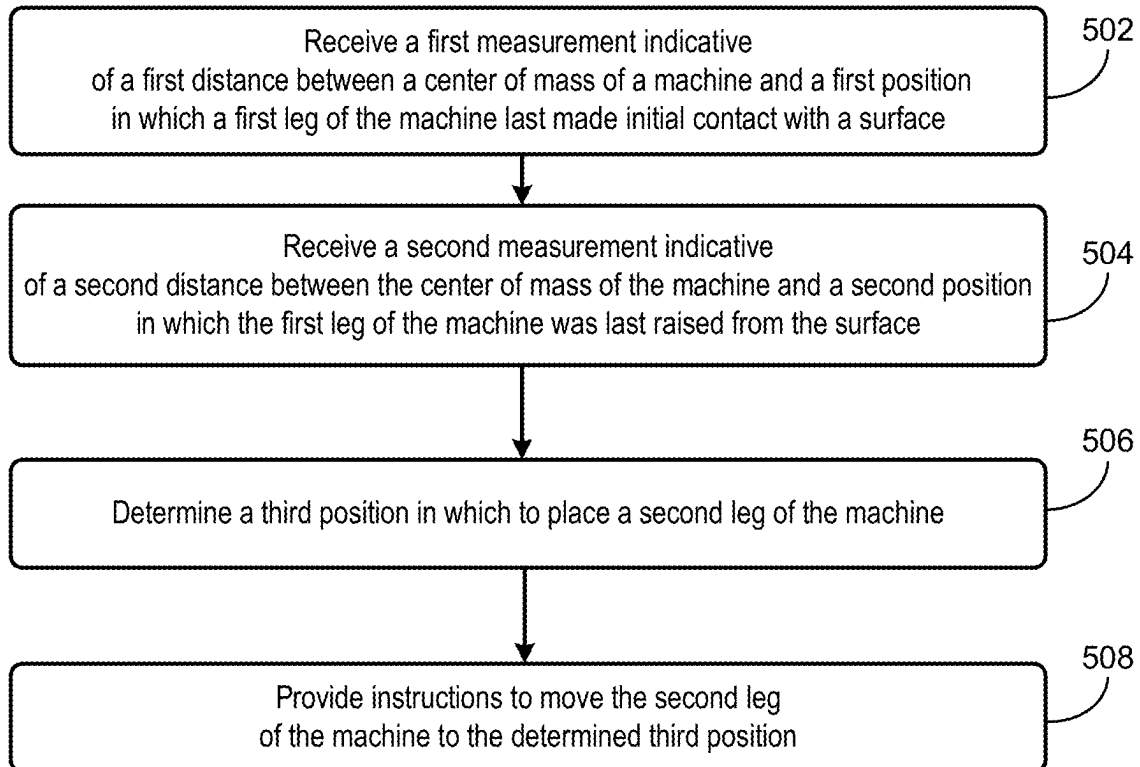 Receive a first measurement indicative
of a first distance between a center of mass of a machine and a first position
in which a first leg of the machine last made initial contact with a surface
502
Receive a second measurement indicative
of a second distance between the center of mass of the machine and a second position
in which the first leg of the machine was last raised from the surface
504
Determine a third position in which to place a second leg of the machine
506
Provide instructions to move the second leg
of the machine to the determined third position
508